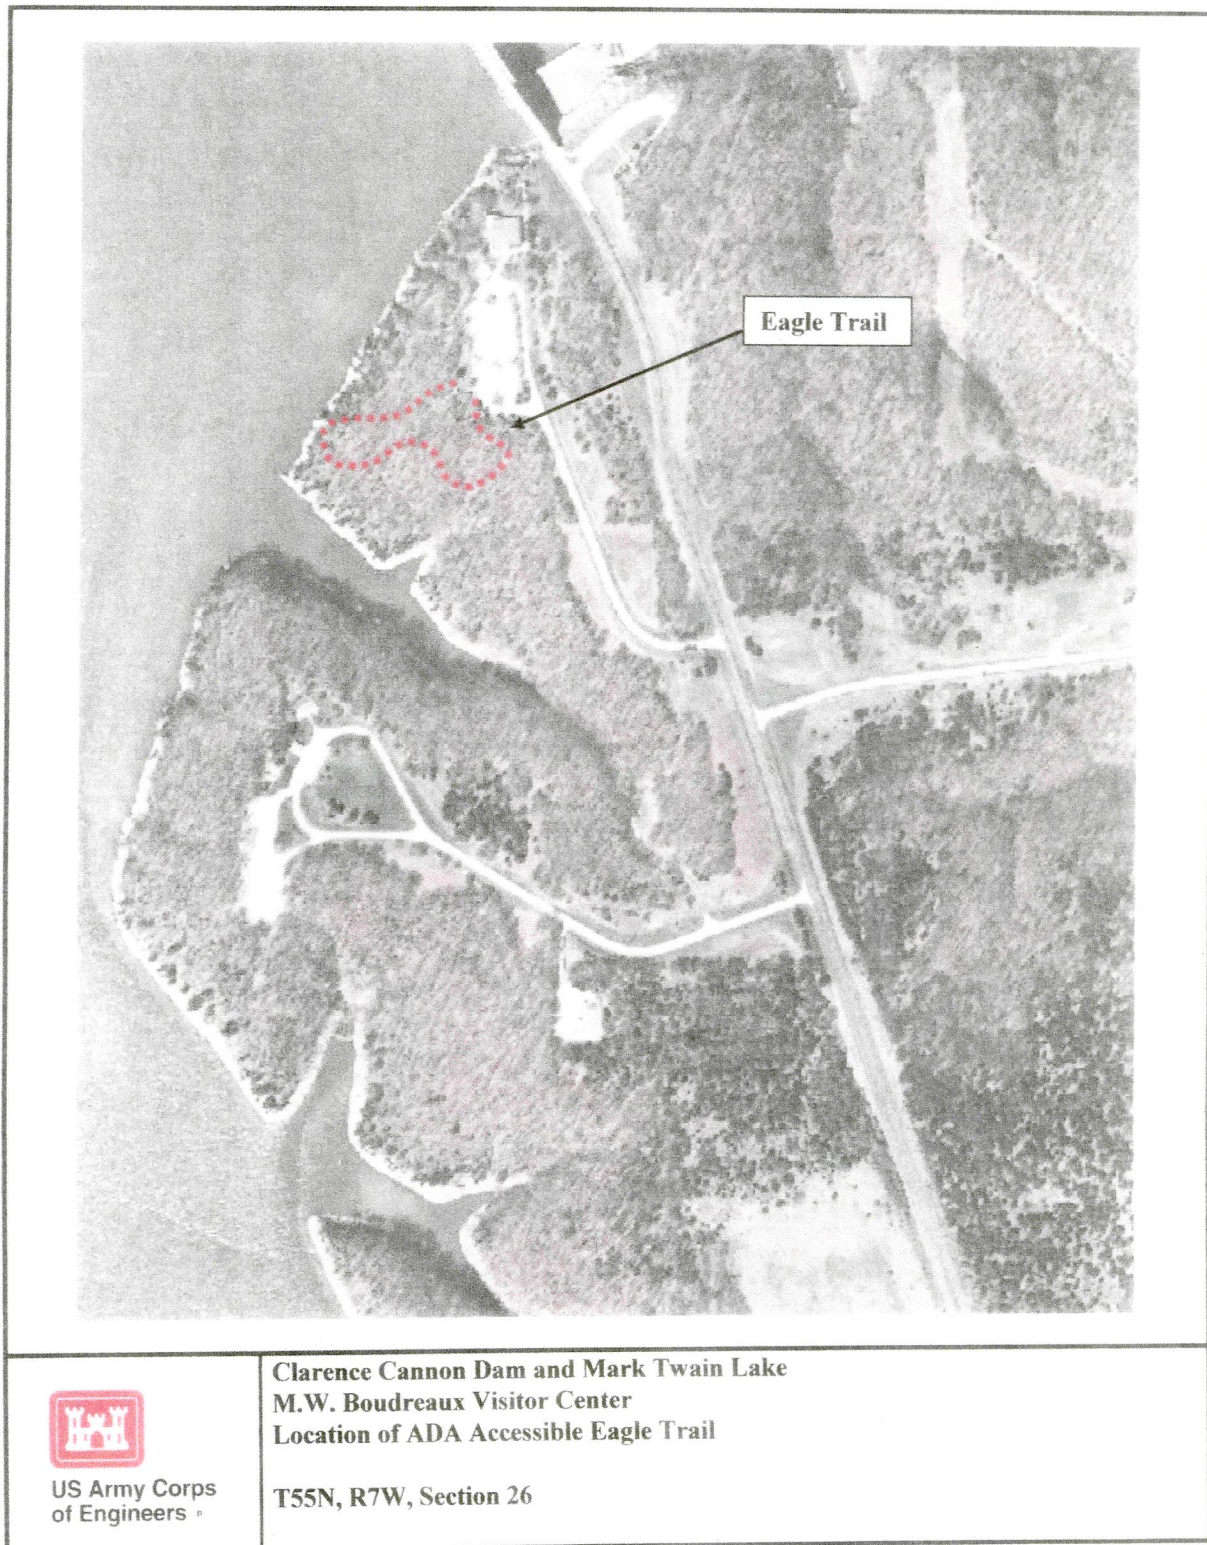 Eagle Trail
Clarence Cannon Dam and Mark Twain Lake
M.W. Boudreaux Visitor Center
Location of ADA Accessible Eagle Trail
T55N, R7W, Section 26
US Army Corps
of Engineers